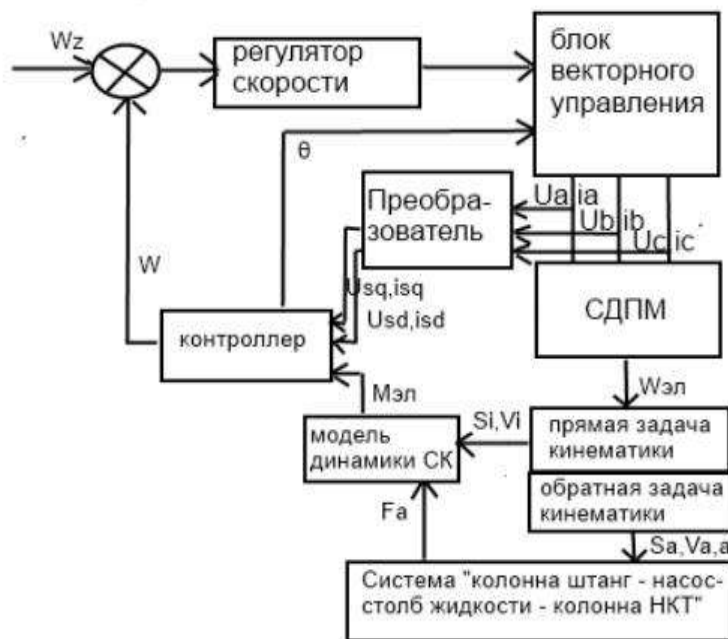 Wz
регулятор
скорости
блок
векторного
управления
θ
Преобра-
зователь
Ua ia
Ub ib
Uc ic
W
Usq,isq
Usd,isd
СДПМ
контроллер
Wэл
Мэл
Si,Vi
прямая задача
кинематики
модель
динамики СК
обратная задача
кинематики
Fa
Sa,Va,a
Система "колонна штанг - насос-
столб жидкости - колонна НКТ"